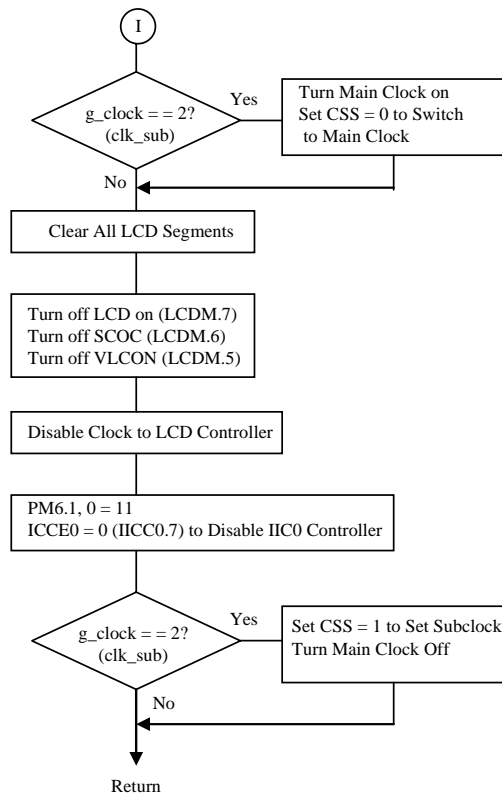 I
g_clock = = 2?
(clk_sub)
Yes
Turn Main Clock on
Set CSS = 0 to Switch
to Main Clock
No
Clear All LCD Segments
Turn off LCD on (LCDM.7)
Turn off SCOC (LCDM.6)
Turn off VLCON (LCDM.5)
Disable Clock to LCD Controller
PM6.1, 0 = 11
ICCE0 = 0 (IICC0.7) to Disable IIC0 Controller
g_clock = = 2?
(clk_sub)
Yes
Set CSS = 1 to Set Subclock
Turn Main Clock Off
No
Return